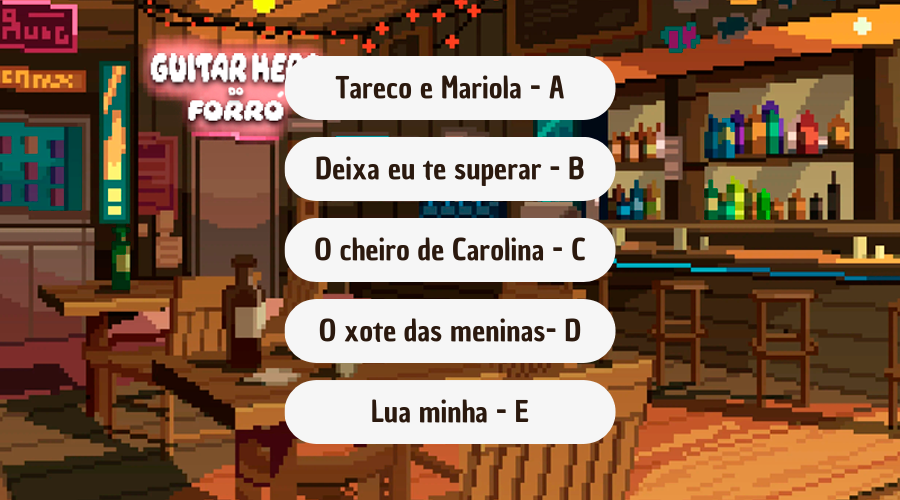 GUITAR HE
DO
FORRÓ
Tareco e Mariola - A
Deixa eu te superar - B
O cheiro de Carolina - C
O xote das meninas- D
Lua minha - E